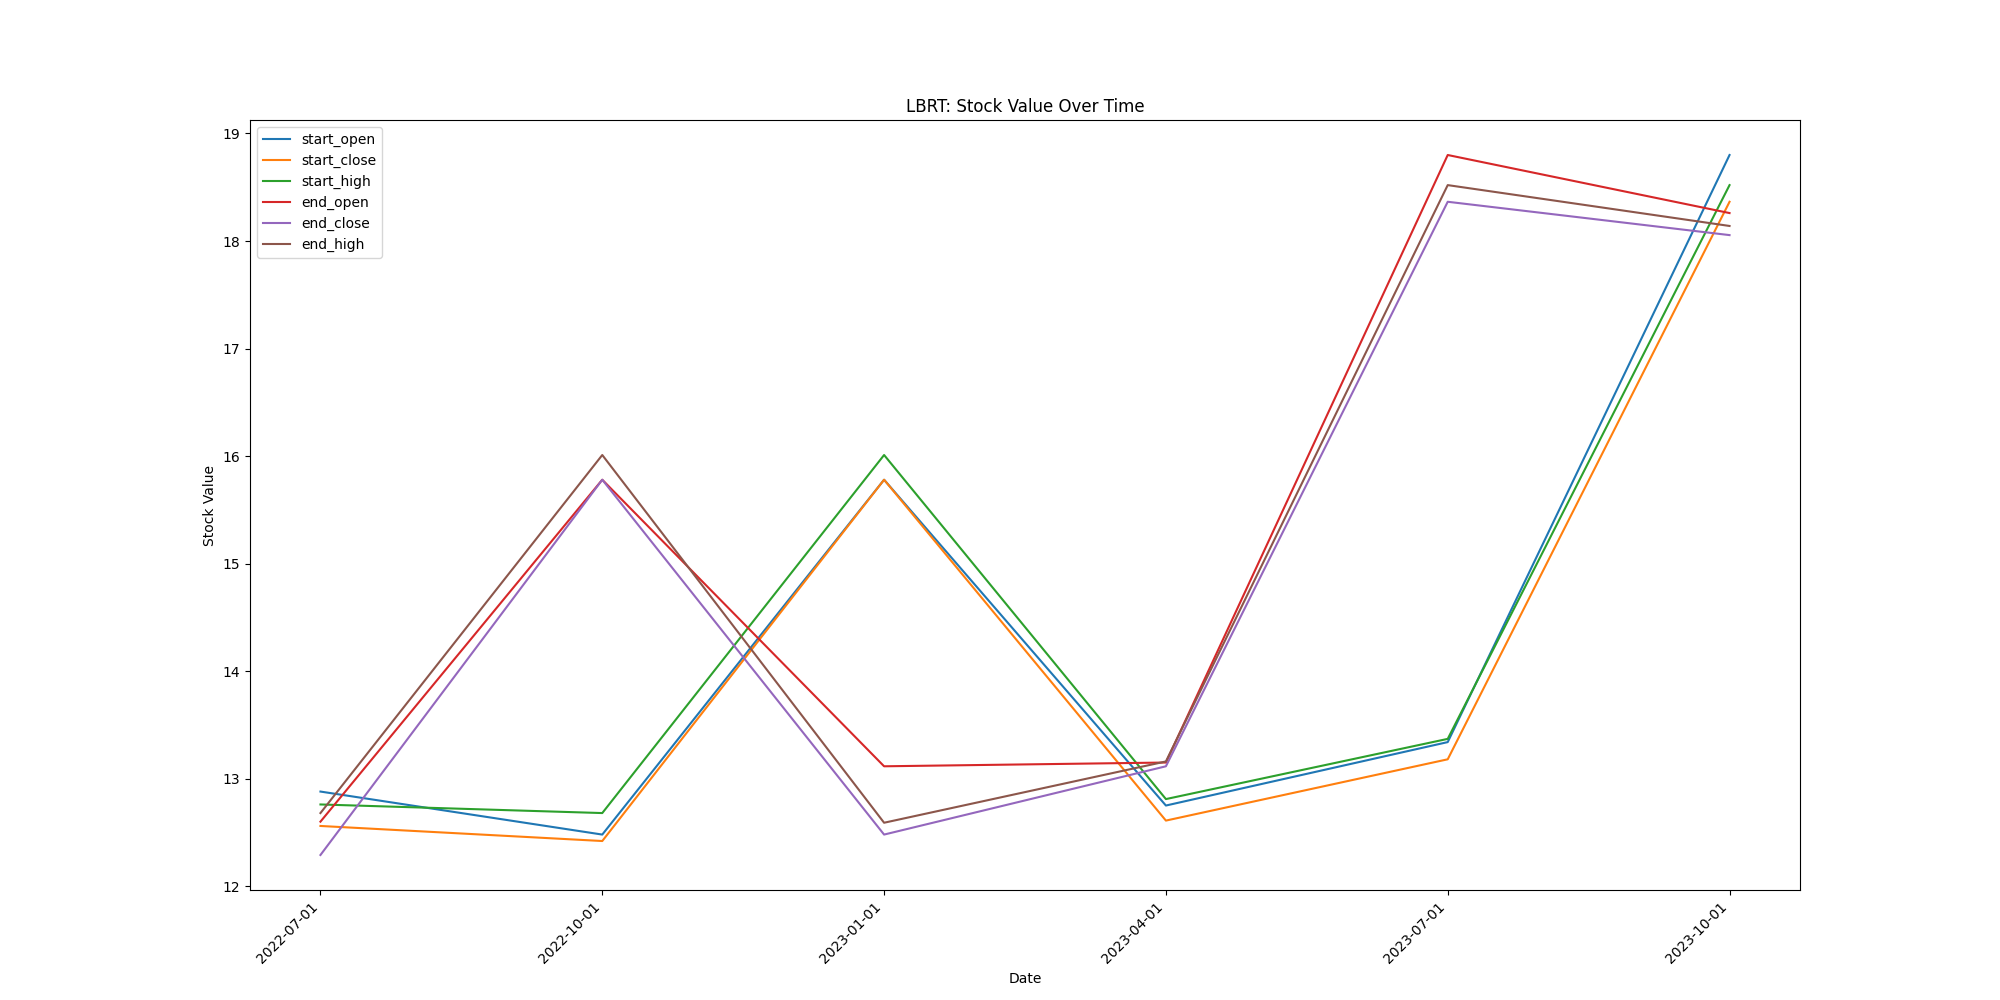 LBRT: Stock Value Over Time
start_open
start_close
start_high
end_open
end_close
end_high
19
18
17
16
15
14
13
12
Stock Value
2022-07-01
2022-10-01
2023-01-01
2023-04-01
2023-07-01
2023-10-01
Date